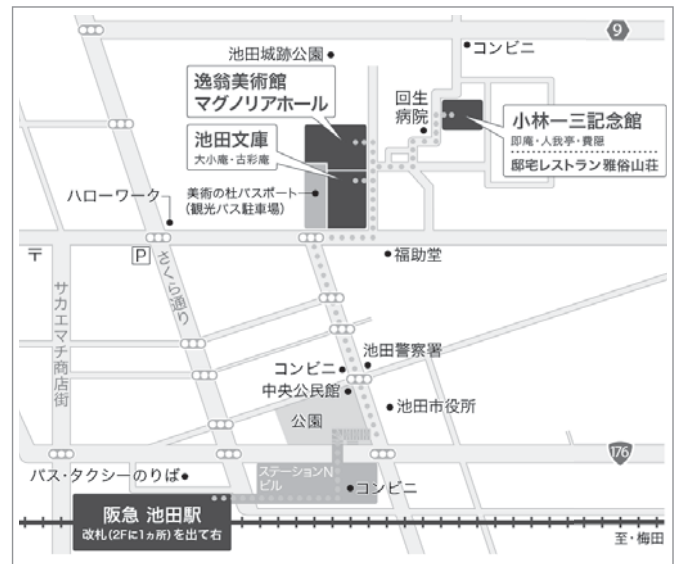 9
コンビニ
池田城跡公園
逸翁美術館
マグノリアホール
回生
病院
小林一三記念館
即庵・人我亭・費隠
邸宅レストラン 雅俗山荘
池田文庫
大小庵・古彩庵
ハローワーク
美術の杜バスポート
(観光バス駐車場)
〒
P
福助堂
さくら通り
サカエマチ商店街
池田警察署
コンビニ
中央公民館
池田市役所
公園
176
バス・タクシーのりば
ステーションN
ビル
コンビニ
阪急 池田駅
改札(2Fに1ヵ所)を出て右
至・梅田